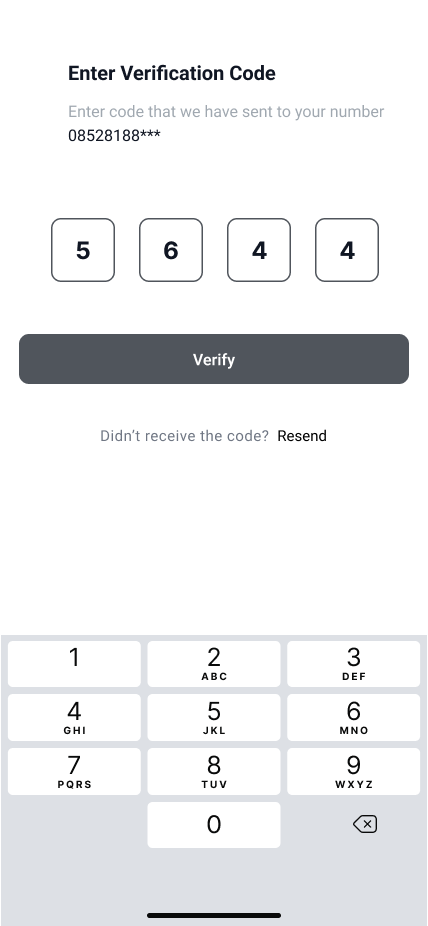 Enter Verification Code
Enter code that we have sent to your number
08528188***
5 6 4 4
Verify
Didn’t receive the code? Resend
1 2 3
ABC DEF
4 5 6
GHI JKL MNO
7 8 9
PQRS TUV WXYZ
0